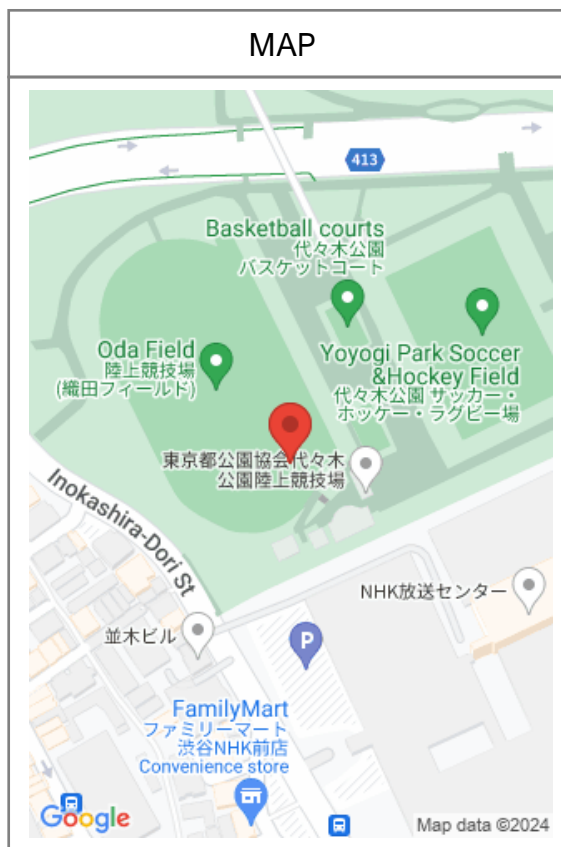 MAP
413
Basketball courts
代々木公園
バスケットコート
Oda Field
陸上競技場
(織田フィールド)
Yoyogi Park Soccer
&Hockey Field
代々木公園 サッカー・
ホッケー・ラグビー場
東京都公園協会代々木
公園陸上競技場
Inokashira-Dori St
NHK放送センター
並木ビル
P
FamilyMart
ファミリーマート
渋谷NHK前店
Convenience store
Google
Map data ©2024